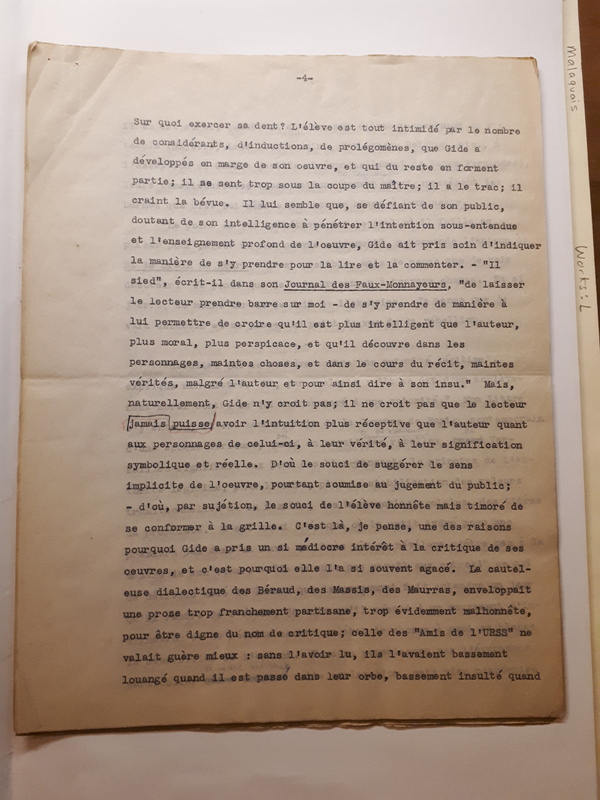 -4-
Sur quoi exercer sa dent? L'élève est tout intimidé par le nombre
de considérants, d'inductions, de prolégomènes, que Gide a
développés en marge de son oeuvre, et qui du reste en forment
partie; il se sent trop sous la coupe du maître; il a le trac; il
craint la bévue. Il lui semble que, se défiant de son public,
doutant de son intelligence à pénétrer l'intention sous-entendue
et l'enseignement profond de l'oeuvre, Gide ait pris soin d'indiquer
la manière de s'y prendre pour la lire et la commenter. - "Il
sied", écrit-il dans son Journal des Faux-Monnayeurs, "de laisser
le lecteur prendre barre sur moi - de s'y prendre de manière à
lui permettre de croire qu'il est plus intelligent que l'auteur,
plus moral, plus perspicace, et qu'il découvre dans les
personnages, maintes choses, et dans le cours du récit, maintes
vérités, malgré l'auteur et pour ainsi dire à son insu." Mais,
naturellement, Gide n'y croit pas; il ne croit pas que le lecteur
jamais puisse avoir l'intuition plus réceptive que l'auteur quant
aux personnages de celui-ci, à leur vérité, à leur signification
symbolique et réelle. D'où le souci de suggérer le sens
implicite de l'oeuvre, pourtant soumise au jugement du public;
- d'où, par sujétion, le souci de l'élève honnête mais timoré de
se conformer à la grille. C'est là, je pense, une des raisons
pourquoi Gide a pris un si médiocre intérêt à la critique de ses
oeuvres, et c'est pourquoi elle l'a si souvent agacé. La cautel-
euse dialectique des Béraud, des Massis, des Maurras, enveloppait
une prose trop franchement partisane, trop évidemment malhonnête,
pour être digne du nom de critique; celle des "Amis de l'URSS" ne
valait guère mieux : sans l'avoir lu, ils l'avaient bassement
louangé quand il est passé dans leur orbe, bassement insulté quand
Malaquais
Works: L